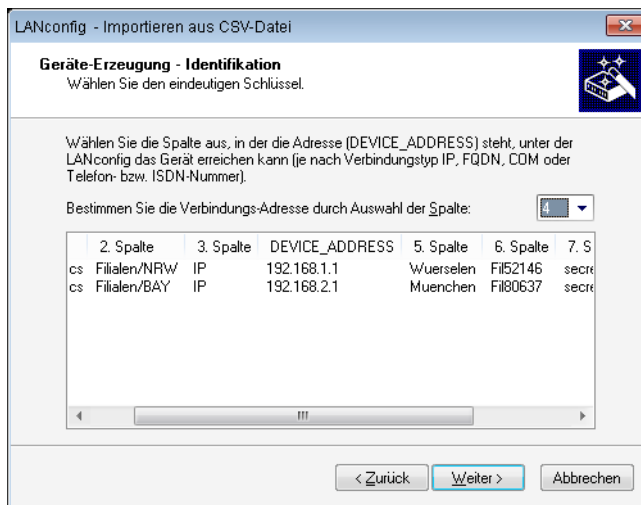 LANconfig - Importieren aus CSV-Datei
Geräte-Erzeugung - Identifikation
Wählen Sie den eindeutigen Schlüssel.
Wählen Sie die Spalte aus, in der die Adresse (DEVICE_ADDRESS) steht, unter der
LANconfig das Gerät erreichen kann (je nach Verbindungstyp IP, FQDN, COM oder
Telefon- bzw. ISDN-Nummer).
Bestimmen Sie die Verbindungs-Adresse durch Auswahl der Spalte: 4
2. Spalte 3. Spalte DEVICE_ADDRESS 5. Spalte 6. Spalte 7. S
cs Filialen/NRW IP 192.168.1.1 Wuerselen Fil52146 secre
cs Filialen/BAY IP 192.168.2.1 Muenchen Fil80637 secre
< Zurück Weiter > Abbrechen